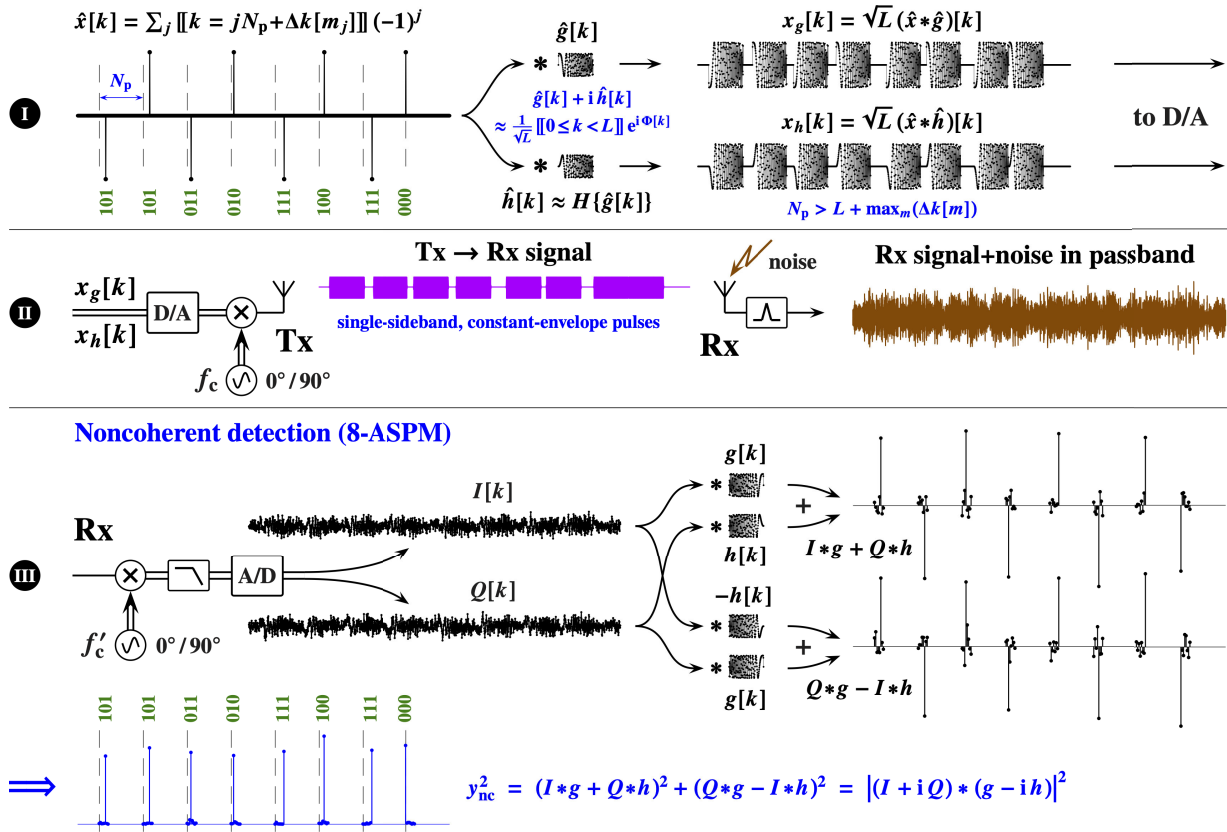 x̂[k] = ∑_j [[k = jN_p+Δk[m_j]]] (−1)^j
N_p
101 101 011 010 111 100 111 000
I
* ĝ[k]
ĝ[k] + i ĥ[k]
≈ 1/√L [[0 ≤ k < L]] e^{iΦ[k]}
*
ĥ[k] ≈ H{ĝ[k]}
x_g[k] = √L (x̂*ĝ)[k]
x_h[k] = √L (x̂*ĥ)[k]
N_p > L + max_m(Δk[m])
to D/A
II
x_g[k]
x_h[k]
D/A
×
Tx
f_c 0°/90°
Tx → Rx signal
single-sideband, constant-envelope pulses
noise
Rx
Rx signal+noise in passband
Noncoherent detection (8-ASPM)
III
Rx
×
A/D
f′_c 0°/90°
I[k]
Q[k]
g[k]
*
*
h[k]
+
I*g + Q*h
−h[k]
*
*
g[k]
+
Q*g − I*h
101 101 011 010 111 100 111 000
⇒
y²_nc = (I*g + Q*h)² + (Q*g − I*h)² = |(I + i Q) * (g − i h)|²